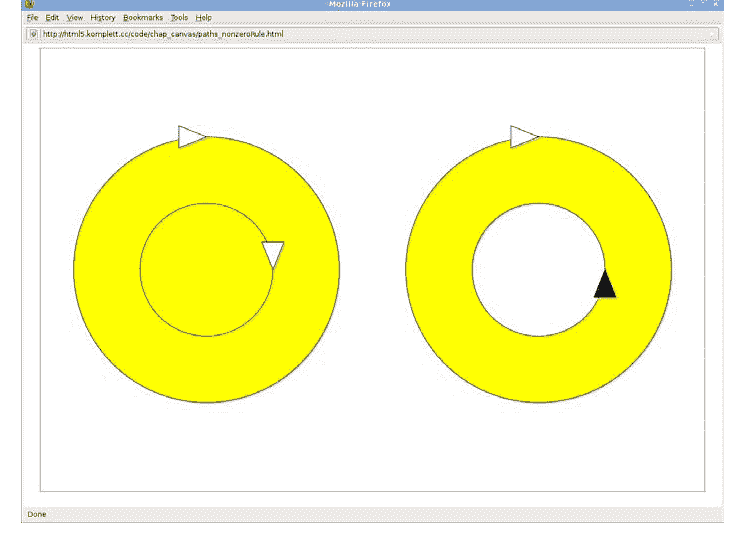 Mozilla Firefox
File Edit View History Bookmarks Tools Help
http://html5.komplett.cc/code/chap_canvas/paths_nonzeroRule.html
Done